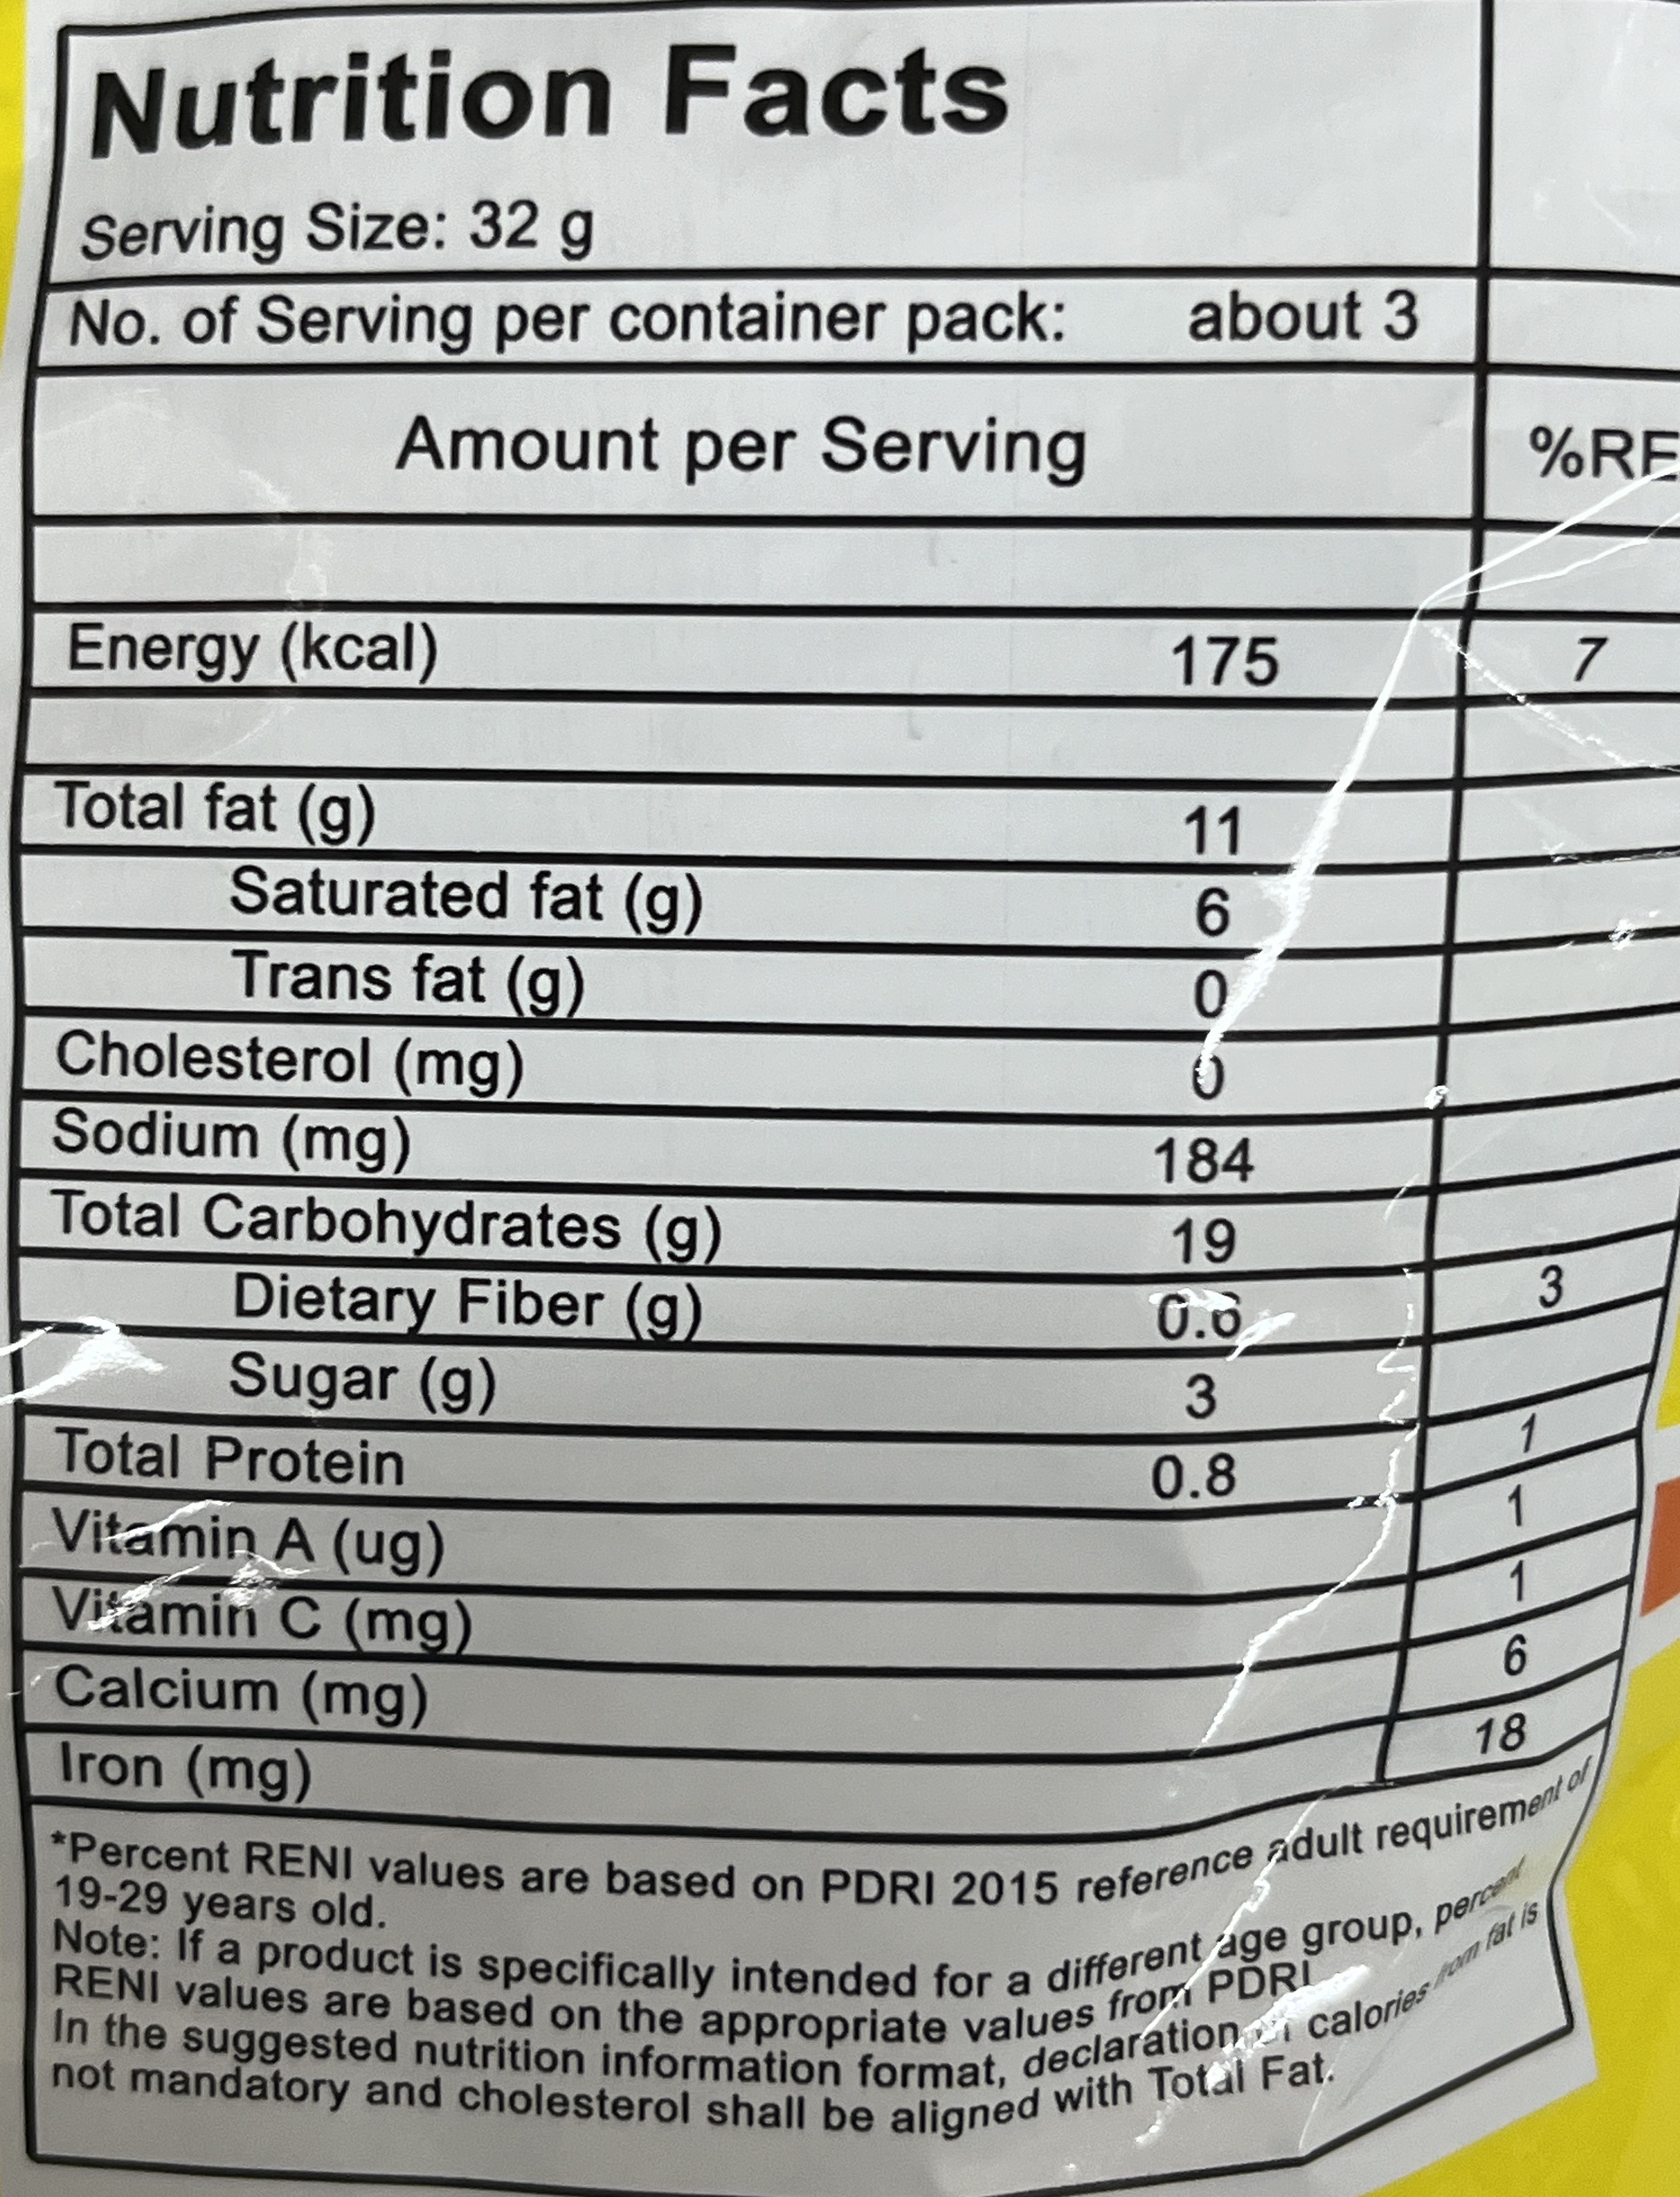 Nutrition Facts
Serving Size: 32 g
No. of Serving per container pack: about 3
Amount per Serving %RE
Energy (kcal) 175 7
Total fat (g) 11
Saturated fat (g) 6
Trans fat (g) 0
Cholesterol (mg) 0
Sodium (mg) 184
Total Carbohydrates (g) 19
Dietary Fiber (g) 0.6 3
Sugar (g) 3
Total Protein 0.8 1
Vitamin A (ug) 1
Vitamin C (mg) 1
Calcium (mg) 6
Iron (mg) 18
*Percent RENI values are based on PDRI 2015 reference adult requirement of
19-29 years old.
Note: If a product is specifically intended for a different age group, percent
RENI values are based on the appropriate values from PDRI
In the suggested nutrition information format, declaration calories from fat is
not mandatory and cholesterol shall be aligned with Total Fat.